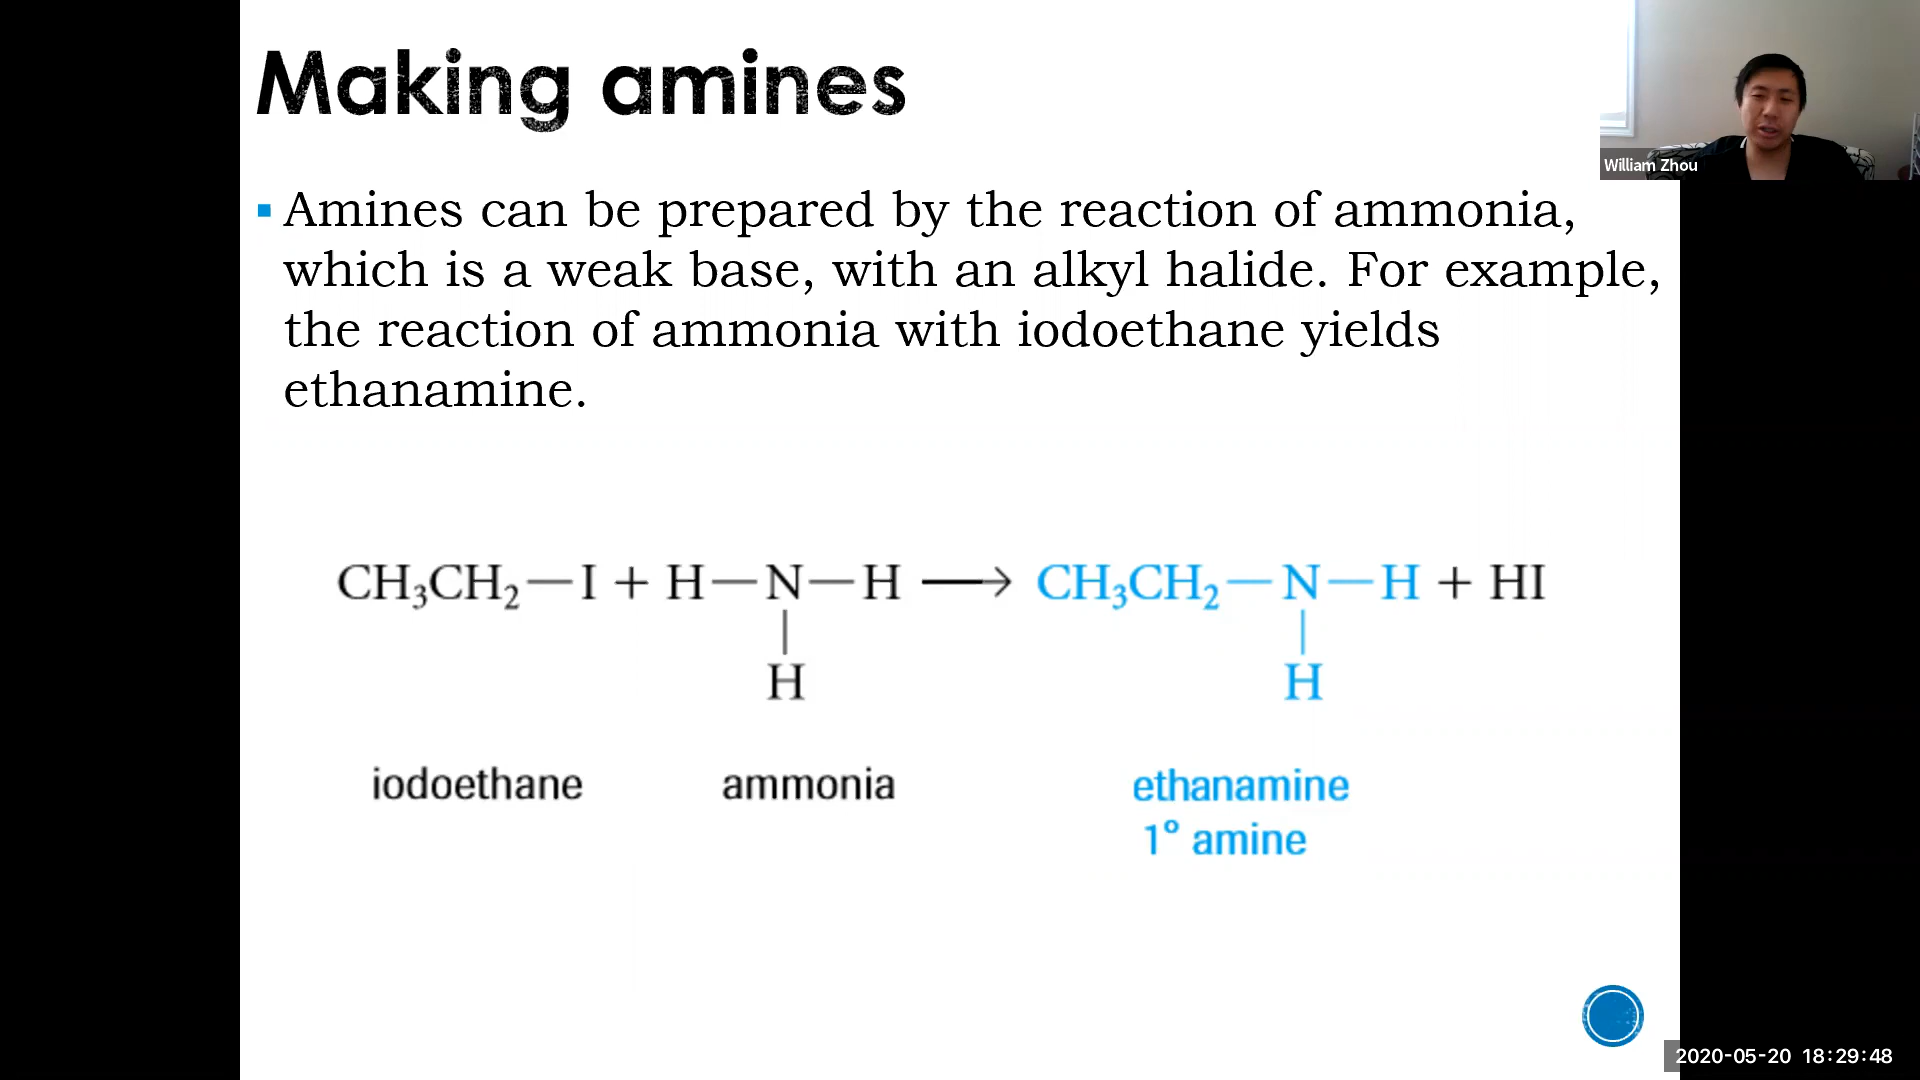 Making amines
William Zhou
▪ Amines can be prepared by the reaction of ammonia,
which is a weak base, with an alkyl halide. For example,
the reaction of ammonia with iodoethane yields
ethanamine.
CH₃CH₂—I + H—N—H ⟶ CH₃CH₂—N—H + HI
| |
H H
iodoethane ammonia ethanamine
1° amine
2020-05-20 18:29:48